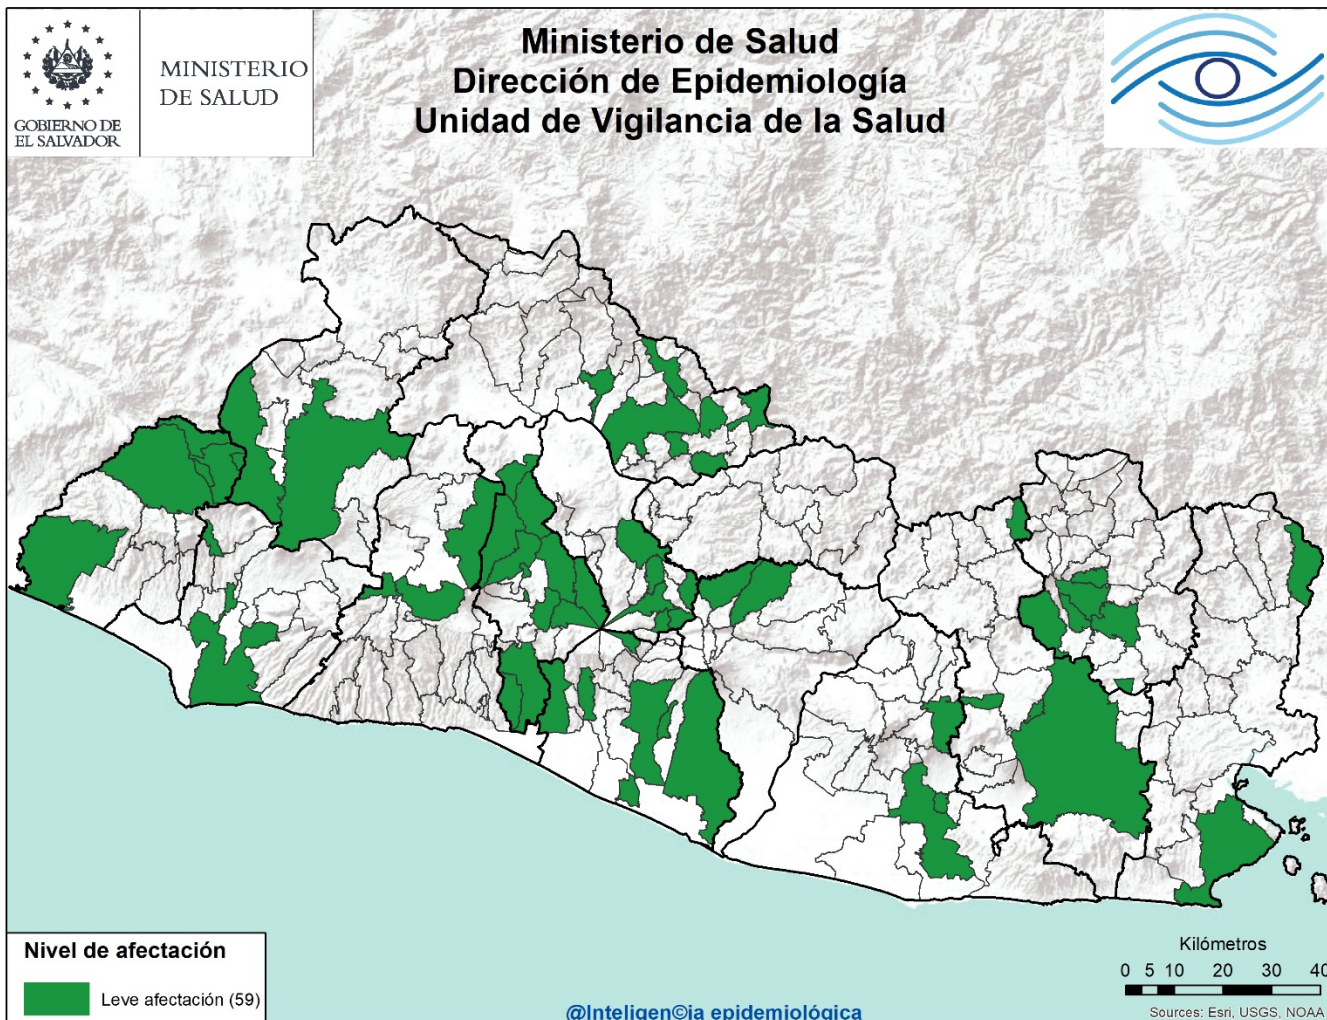 Ministerio de Salud
Dirección de Epidemiología
Unidad de Vigilancia de la Salud
MINISTERIO
DE SALUD
GOBIERNO DE
EL SALVADOR
Nivel de afectación
Leve afectación (59)
@Inteligen©ia epidemiológica
Kilómetros
0 5 10 20 30 40
Sources: Esri, USGS, NOAA